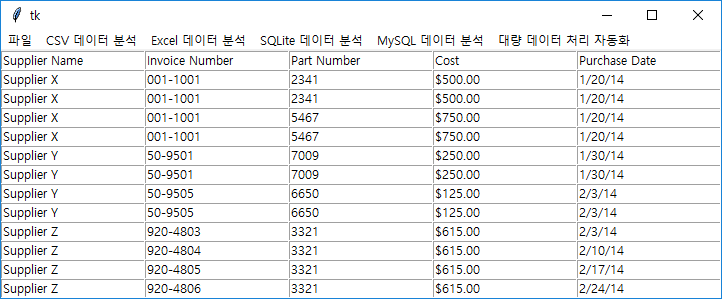 tk
파일 CSV 데이터 분석 Excel 데이터 분석 SQLite 데이터 분석 MySQL 데이터 분석 대량 데이터 처리 자동화
Supplier Name Invoice Number Part Number Cost Purchase Date
Supplier X 001-1001 2341 $500.00 1/20/14
Supplier X 001-1001 2341 $500.00 1/20/14
Supplier X 001-1001 5467 $750.00 1/20/14
Supplier X 001-1001 5467 $750.00 1/20/14
Supplier Y 50-9501 7009 $250.00 1/30/14
Supplier Y 50-9501 7009 $250.00 1/30/14
Supplier Y 50-9505 6650 $125.00 2/3/14
Supplier Y 50-9505 6650 $125.00 2/3/14
Supplier Z 920-4803 3321 $615.00 2/3/14
Supplier Z 920-4804 3321 $615.00 2/10/14
Supplier Z 920-4805 3321 $615.00 2/17/14
Supplier Z 920-4806 3321 $615.00 2/24/14